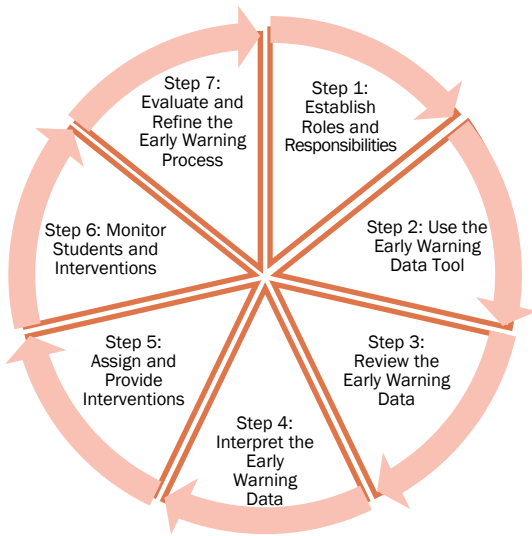 Step 1:
Establish
Roles and
Responsibilities
Step 2: Use the
Early Warning
Data Tool
Step 3:
Review the
Early Warning
Data
Step 4:
Interpret the
Early
Warning
Data
Step 5:
Assign and
Provide
Interventions
Step 6: Monitor
Students and
Interventions
Step 7:
Evaluate and
Refine the
Early Warning
Process